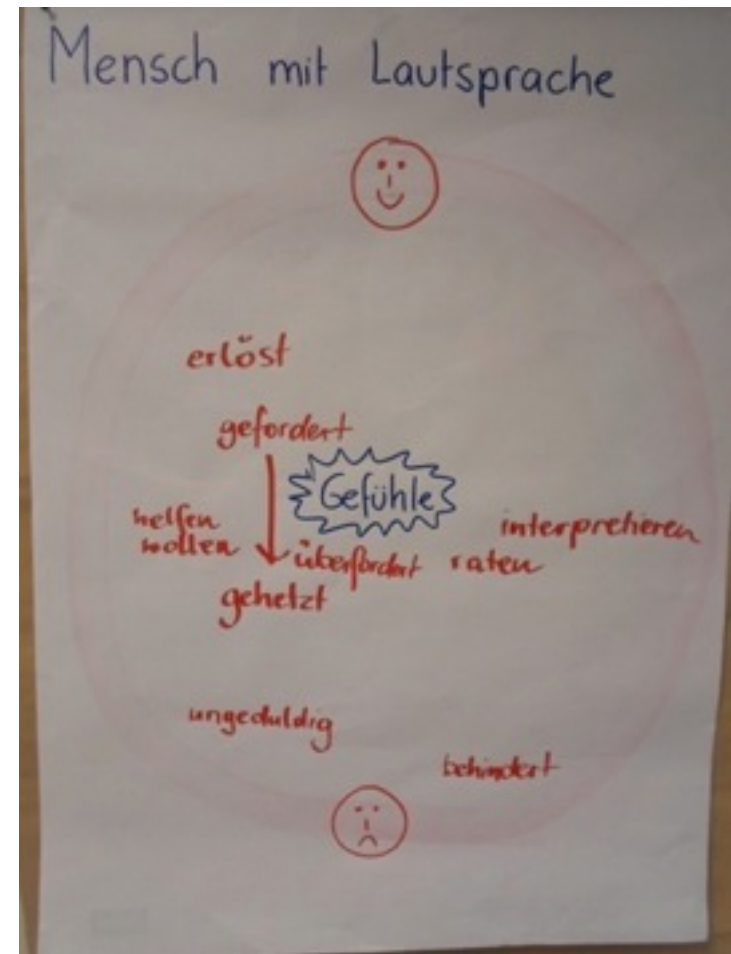 Mensch mit Lautsprache
erlöst
gefordert
Gefühle
helfen
wollen
interpretieren
überfordert raten
gehetzt
ungeduldig
behindert